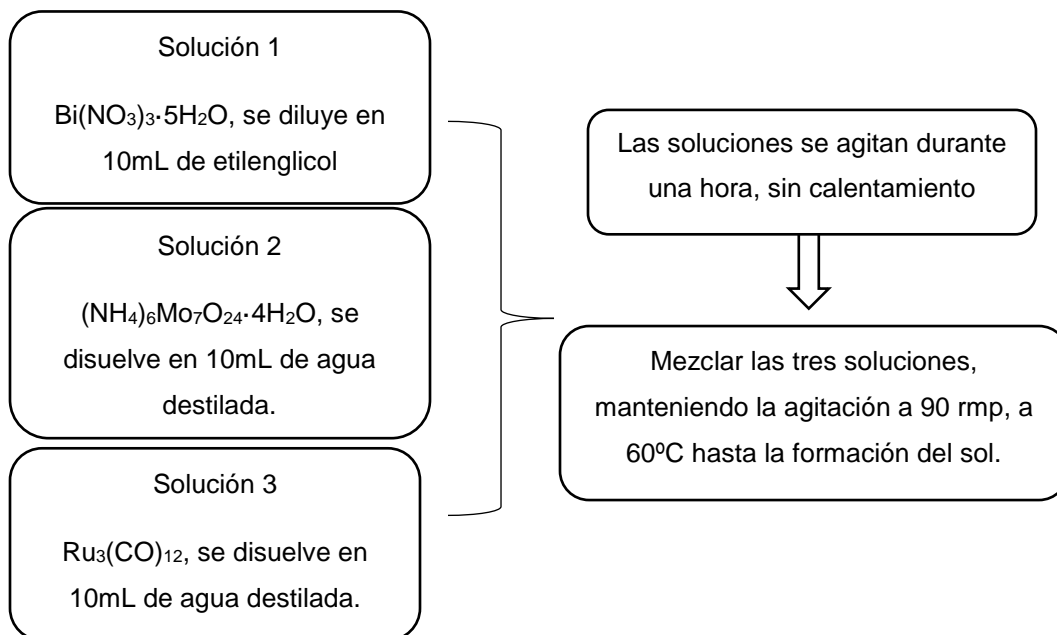 Solución 1
Bi(NO₃)₃·5H₂O, se diluye en
10mL de etilenglicol
Solución 2
(NH₄)₆Mo₇O₂₄·4H₂O, se
disuelve en 10mL de agua
destilada.
Solución 3
Ru₃(CO)₁₂, se disuelve en
10mL de agua destilada.
Las soluciones se agitan durante
una hora, sin calentamiento
Mezclar las tres soluciones,
manteniendo la agitación a 90 rmp, a
60ºC hasta la formación del sol.